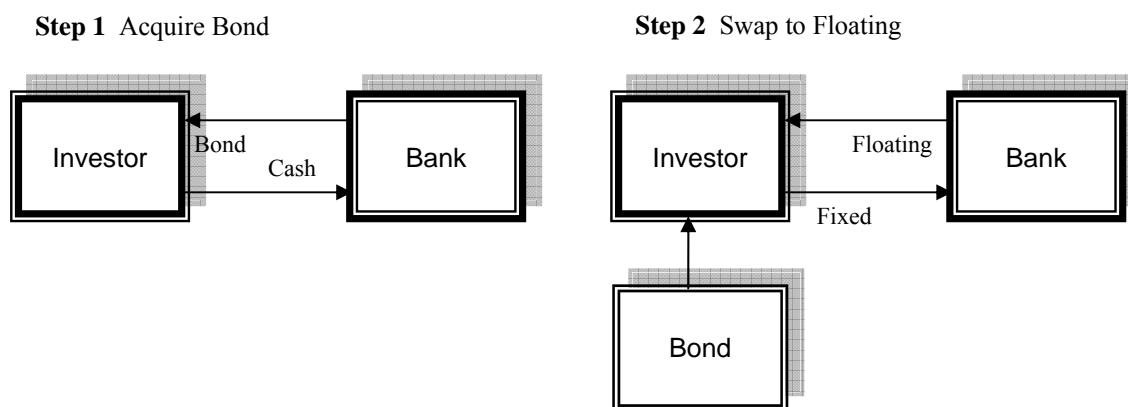 Step 1 Acquire Bond
Investor
Bond
Cash
Bank
Step 2 Swap to Floating
Investor
Floating
Fixed
Bank
Bond